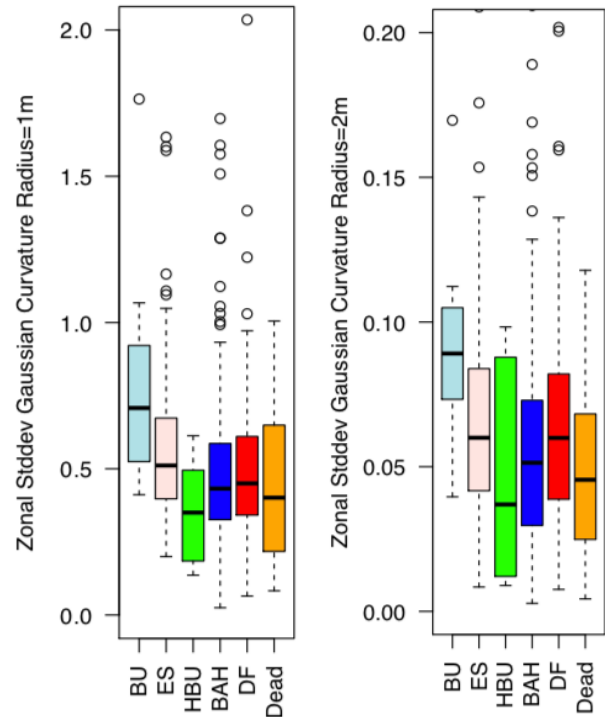 Zonal Stddev Gaussian Curvature Radius=1m
2.0
1.5
1.0
0.5
0.0
BU
ES
HBU
BAH
DF
Dead
Zonal Stddev Gaussian Curvature Radius=2m
0.20
0.15
0.10
0.05
0.00
BU
ES
HBU
BAH
DF
Dead